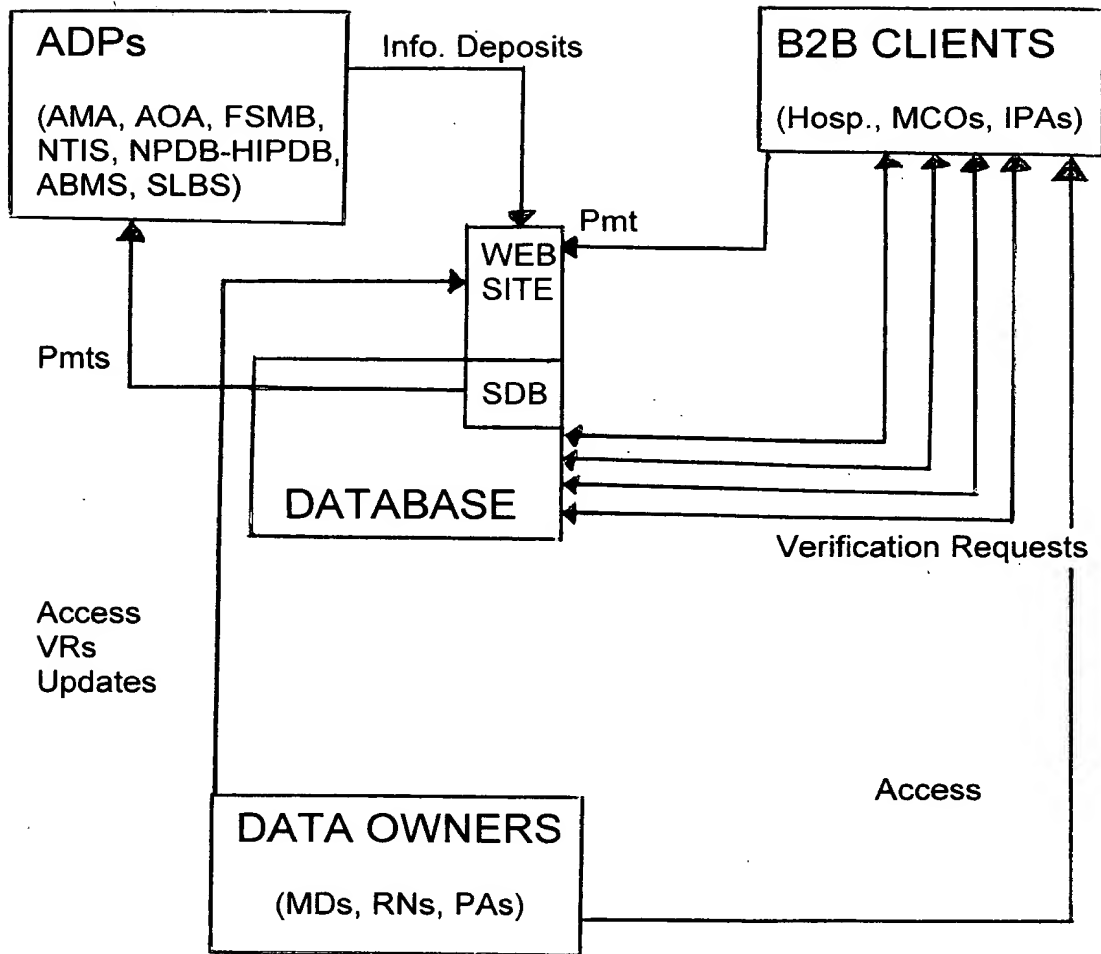 ADPs
(AMA, AOA, FSMB,
NTIS, NPDB-HIPDB,
ABMS, SLBS)
Info. Deposits
B2B CLIENTS
(Hosp., MCOs, IPAs)
Pmt
WEB
SITE
Pmts
SDB
DATABASE
Verification Requests
Access
VRs
Updates
Access
DATA OWNERS
(MDs, RNs, PAs)